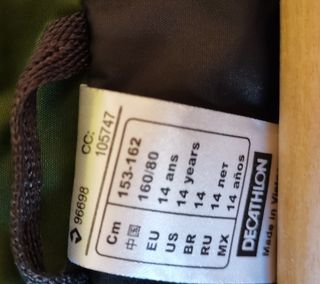 96698
CC:
105747
Cm 153-162
中国 160/80
EU 14 ans
US 14 years
BR 14
RU 14 лет
MX 14 años
DECATHLON
Made in Vietn